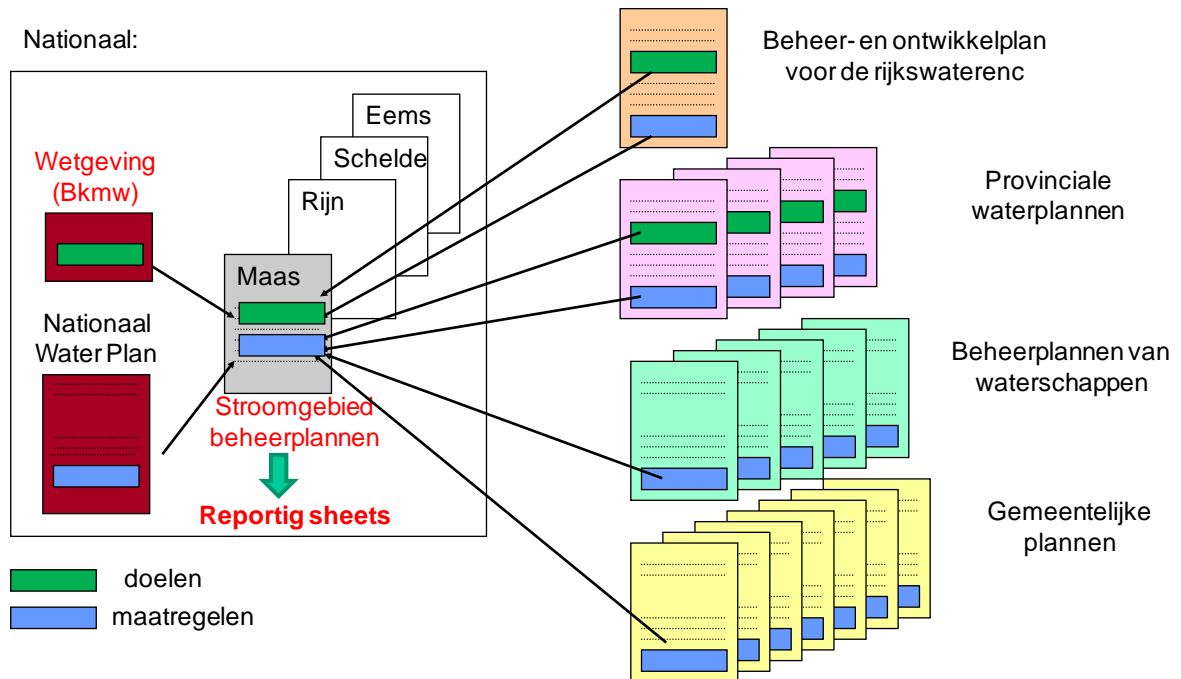 Nationaal:
Beheer- en ontwikkelplan
voor de rijkswaterenc
Eems
Schelde
Rijn
Maas
Wetgeving
(Bkmw)
Nationaal
Water Plan
Stroomgebied
beheerplannen
Reportig sheets
Provinciale
waterplannen
Beheerplannen van
waterschappen
Gemeentelijke
plannen
doelen
maatregelen